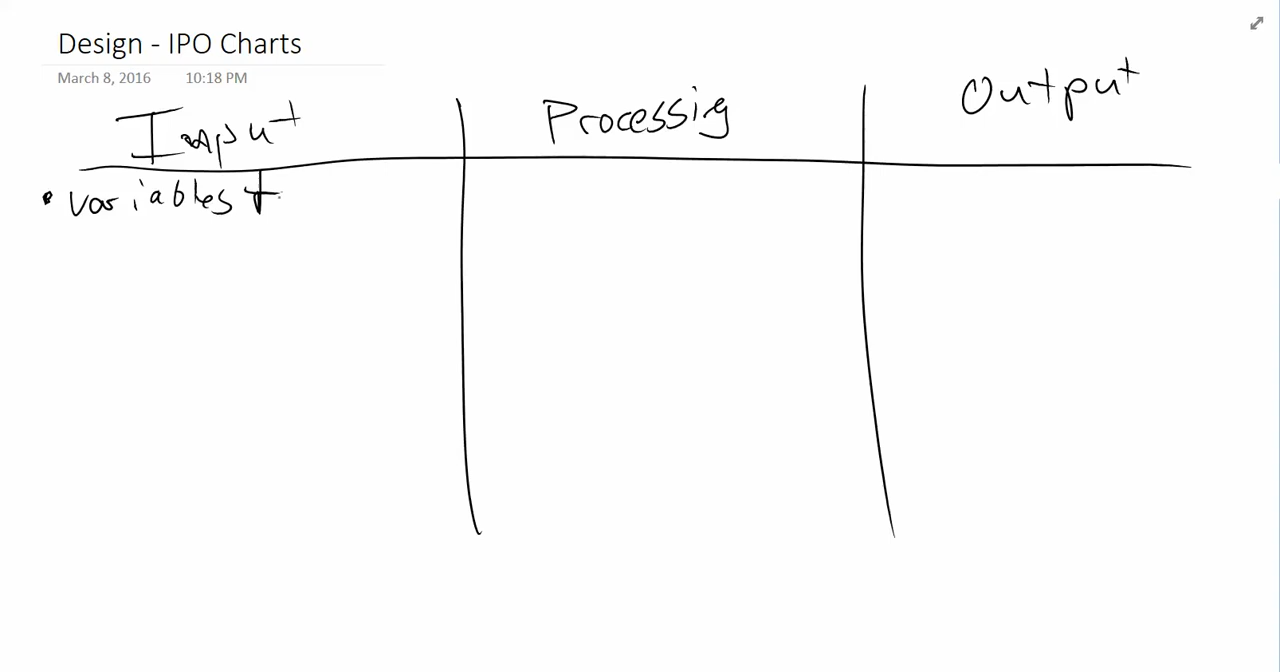 Design - IPO Charts
March 8, 2016 10:18 PM
Input Processing Output
• variables +